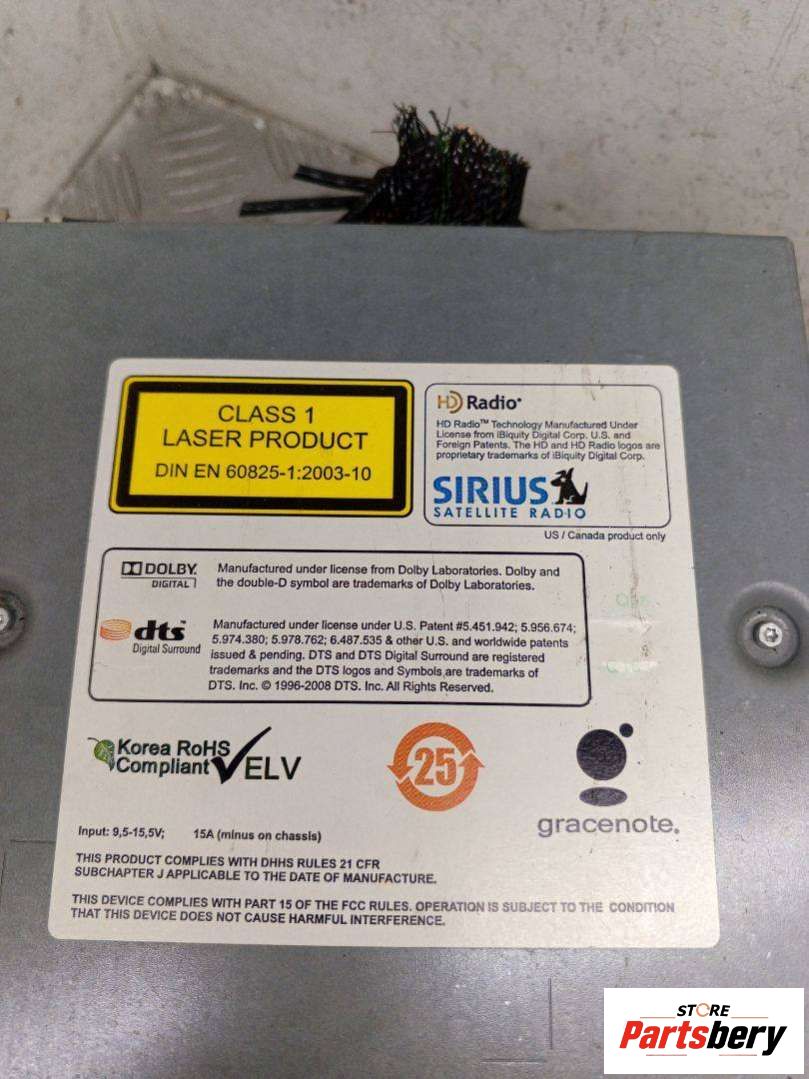 CLASS 1
LASER PRODUCT
DIN EN 60825-1:2003-10
HD Radio
HD Radio™ Technology Manufactured Under
License from iBiquity Digital Corp. U.S. and
Foreign Patents. The HD and HD Radio logos are
proprietary trademarks of iBiquity Digital Corp.
SIRIUS
SATELLITE RADIO
US / Canada product only
DOLBY
DIGITAL
Manufactured under license from Dolby Laboratories. Dolby and
the double-D symbol are trademarks of Dolby Laboratories.
dts
Digital Surround
Manufactured under license under U.S. Patent #5.451.942; 5.956.674;
5.974.380; 5.978.762; 6.487.535 & other U.S. and worldwide patents
issued & pending. DTS and DTS Digital Surround are registered
trademarks and the DTS logos and Symbols are trademarks of
DTS. Inc. © 1996-2008 DTS. Inc. All Rights Reserved.
Korea RoHS
Compliant
ELV
25
gracenote.
Input: 9,5-15,5V; 15A (minus on chassis)
THIS PRODUCT COMPLIES WITH DHHS RULES 21 CFR
SUBCHAPTER J APPLICABLE TO THE DATE OF MANUFACTURE.
THIS DEVICE COMPLIES WITH PART 15 OF THE FCC RULES. OPERATION IS SUBJECT TO THE CONDITION
THAT THIS DEVICE DOES NOT CAUSE HARMFUL INTERFERENCE.
STORE
Partsbery